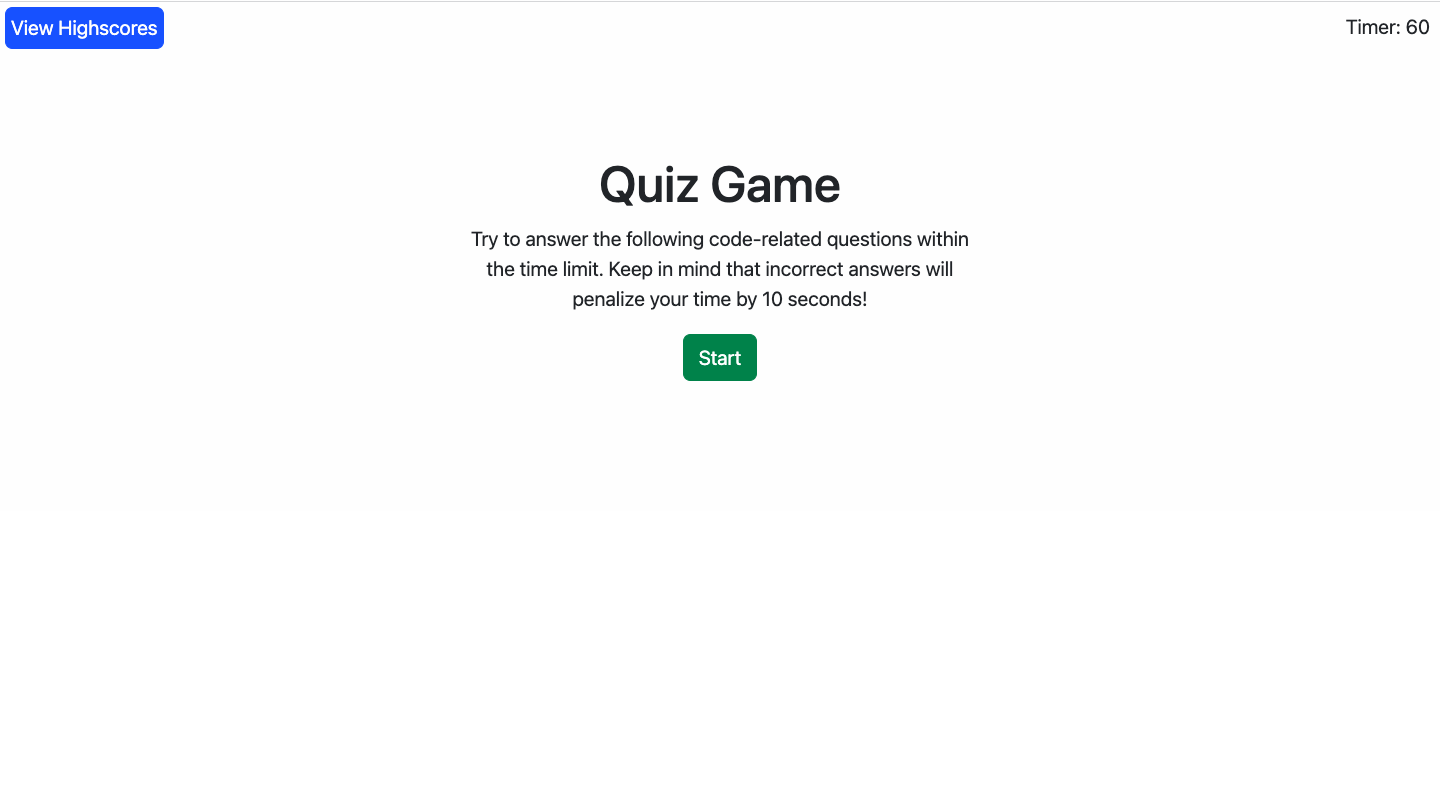 View Highscores
Timer: 60
Quiz Game
Try to answer the following code-related questions within
the time limit. Keep in mind that incorrect answers will
penalize your time by 10 seconds!
Start